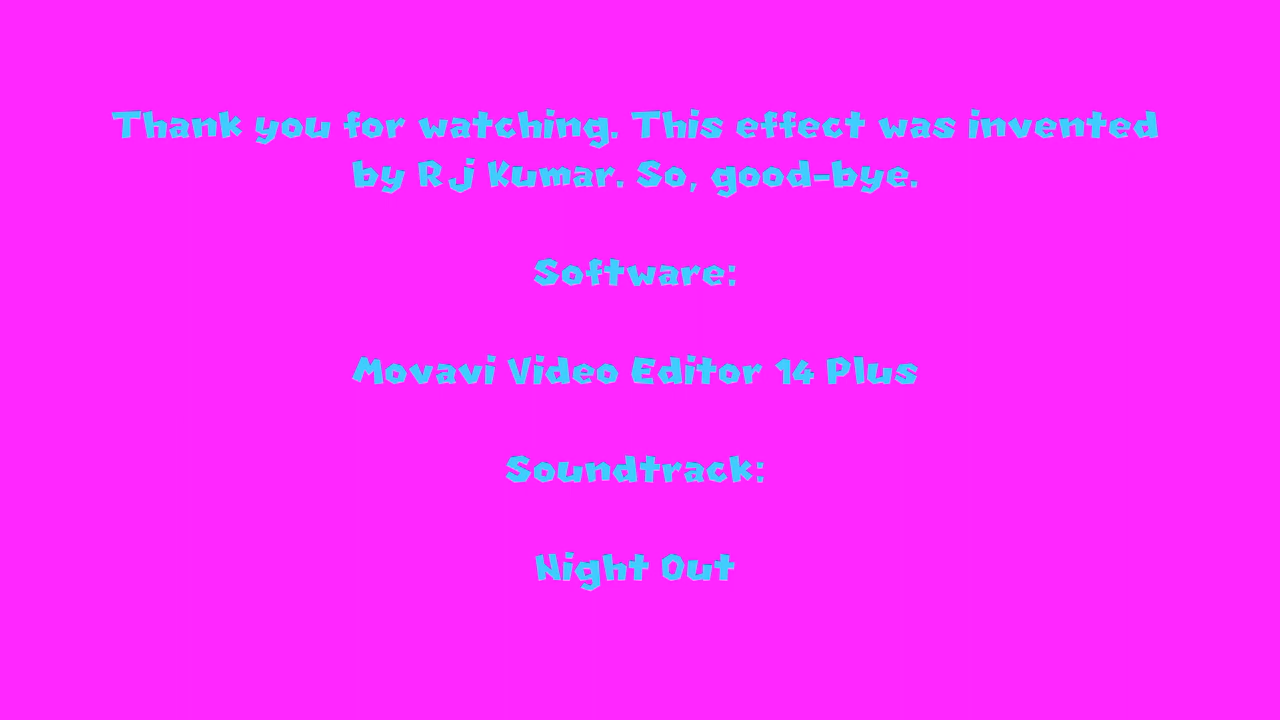 Thank you for watching. This effect was invented
by RJ Kumar. So, good-bye.
Software:
Movavi Video Editor 14 Plus
Soundtrack:
Night Out